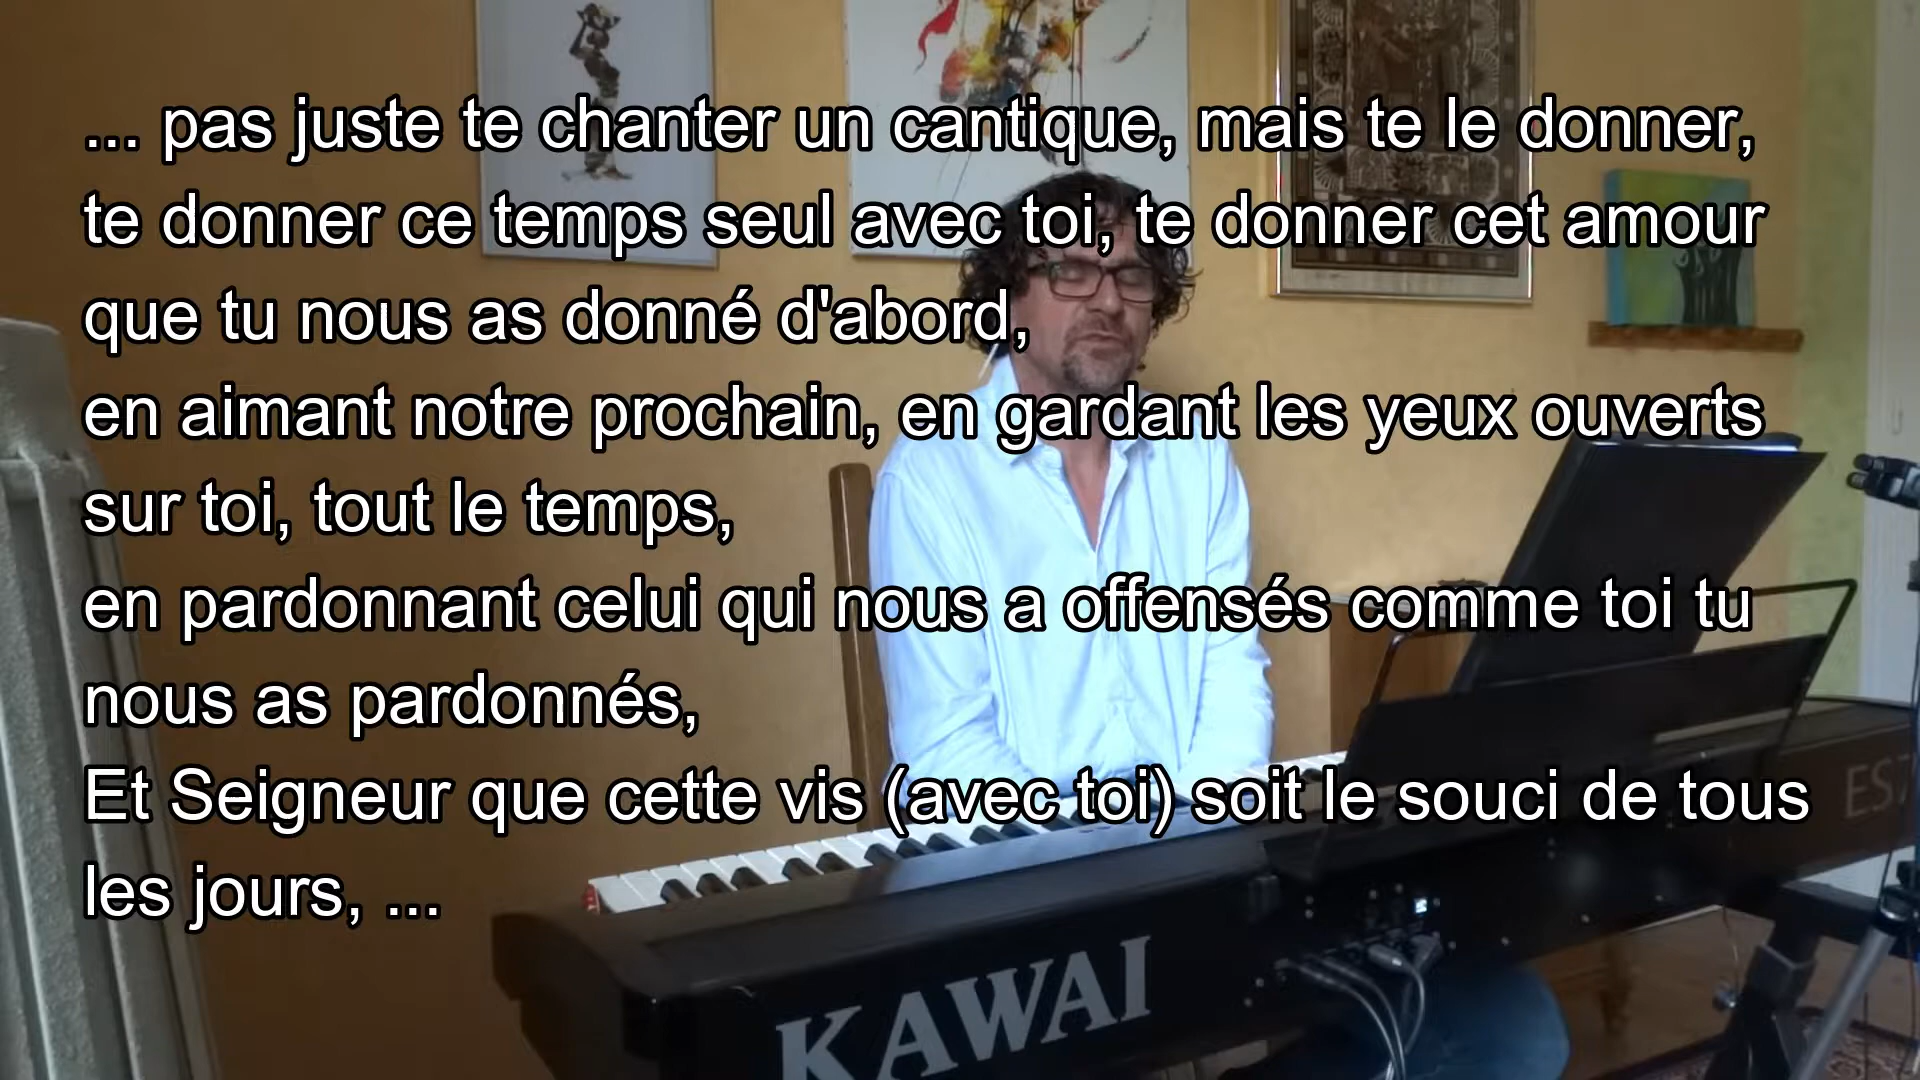 ... pas juste te chanter un cantique, mais te le donner,
te donner ce temps seul avec toi, te donner cet amour
que tu nous as donné d'abord,
en aimant notre prochain, en gardant les yeux ouverts
sur toi, tout le temps,
en pardonnant celui qui nous a offensés comme toi tu
nous as pardonnés,
Et Seigneur que cette vis (avec toi) soit le souci de tous
les jours, ...
ES7
KAWAI